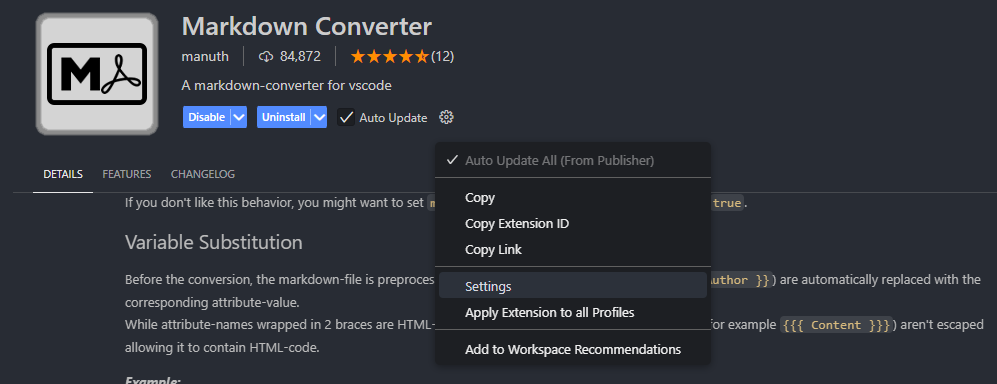 Markdown Converter
manuth 84,872 (12)
A markdown-converter for vscode
Disable Uninstall Auto Update
Auto Update All (From Publisher)
DETAILS FEATURES CHANGELOG
Copy
Copy Extension ID
Copy Link
Settings
Apply Extension to all Profiles
Add to Workspace Recommendations
If you don't like this behavior, you might want to set true.
Variable Substitution
Before the conversion, the markdown-file is preproces uthor }}) are automatically replaced with the
corresponding attribute-value.
While attribute-names wrapped in 2 braces are HTML- for example {{{ Content }}}) aren't escaped
allowing it to contain HTML-code.
Example: